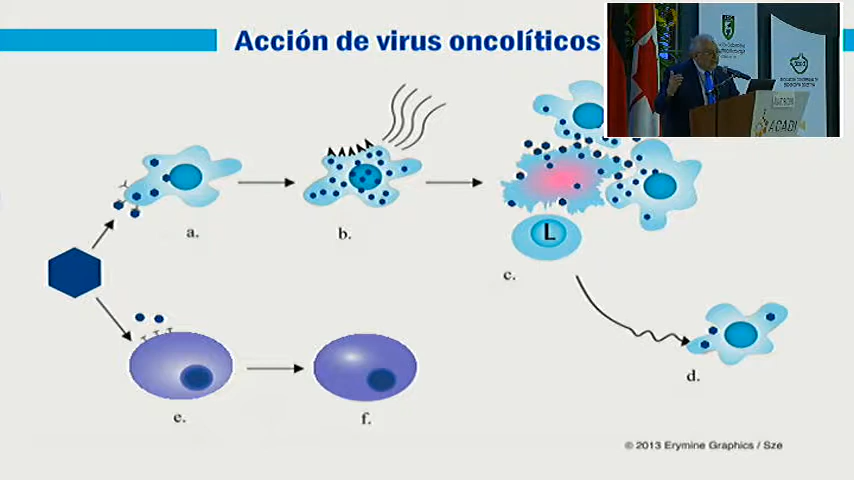 Acción de virus oncolíticos
a.
b.
L
c.
d.
e.
f.
© 2013 Erymine Graphics / Sze
ACADI